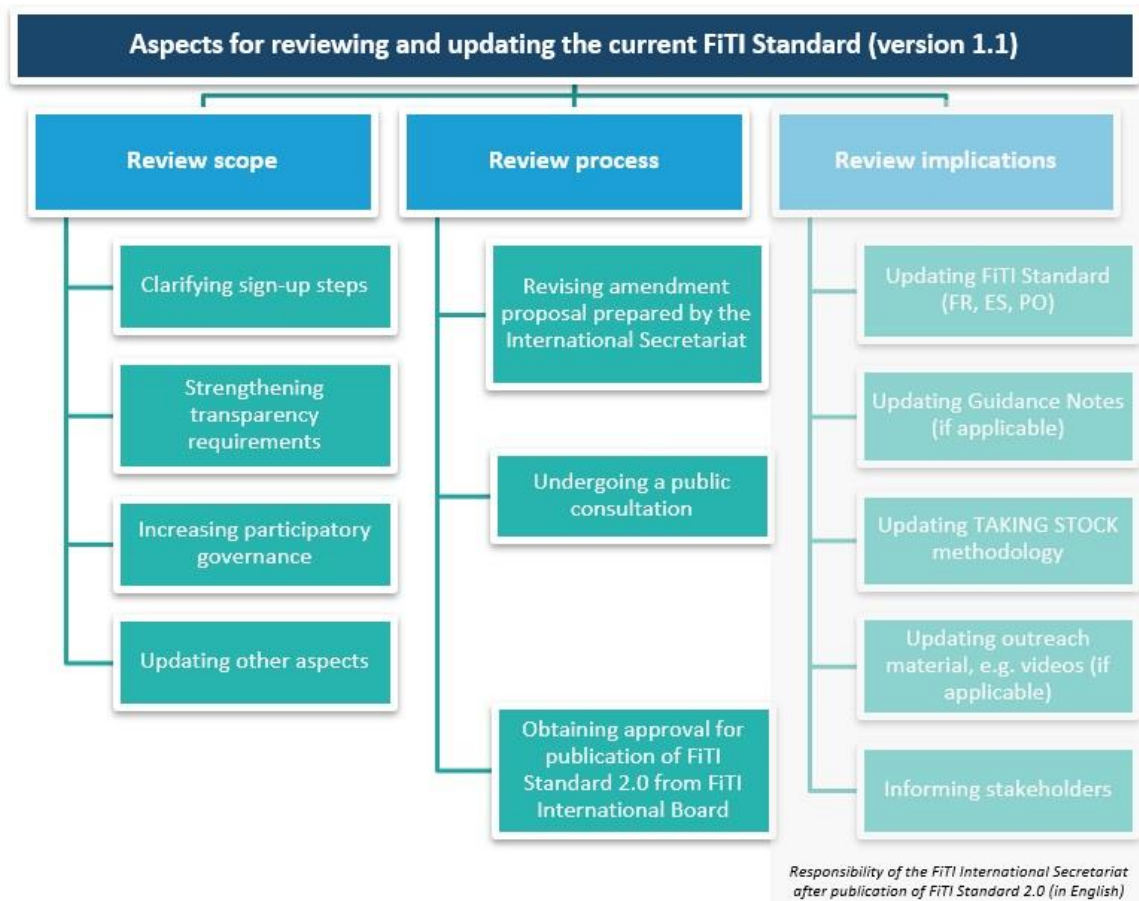 Aspects for reviewing and updating the current FiTI Standard (version 1.1)
Review scope
Clarifying sign-up steps
Strengthening
transparency
requirements
Increasing participatory
governance
Updating other aspects
Review process
Revising amendment
proposal prepared by the
International Secretariat
Undergoing a public
consultation
Obtaining approval for
publication of FiTI
Standard 2.0 from FiTI
International Board
Review implications
Updating FiTI Standard
(FR, ES, PO)
Updating Guidance Notes
(if applicable)
Updating TAKING STOCK
methodology
Updating outreach
material, e.g. videos (if
applicable)
Informing stakeholders
Responsibility of the FiTI International Secretariat
after publication of FiTI Standard 2.0 (in English)